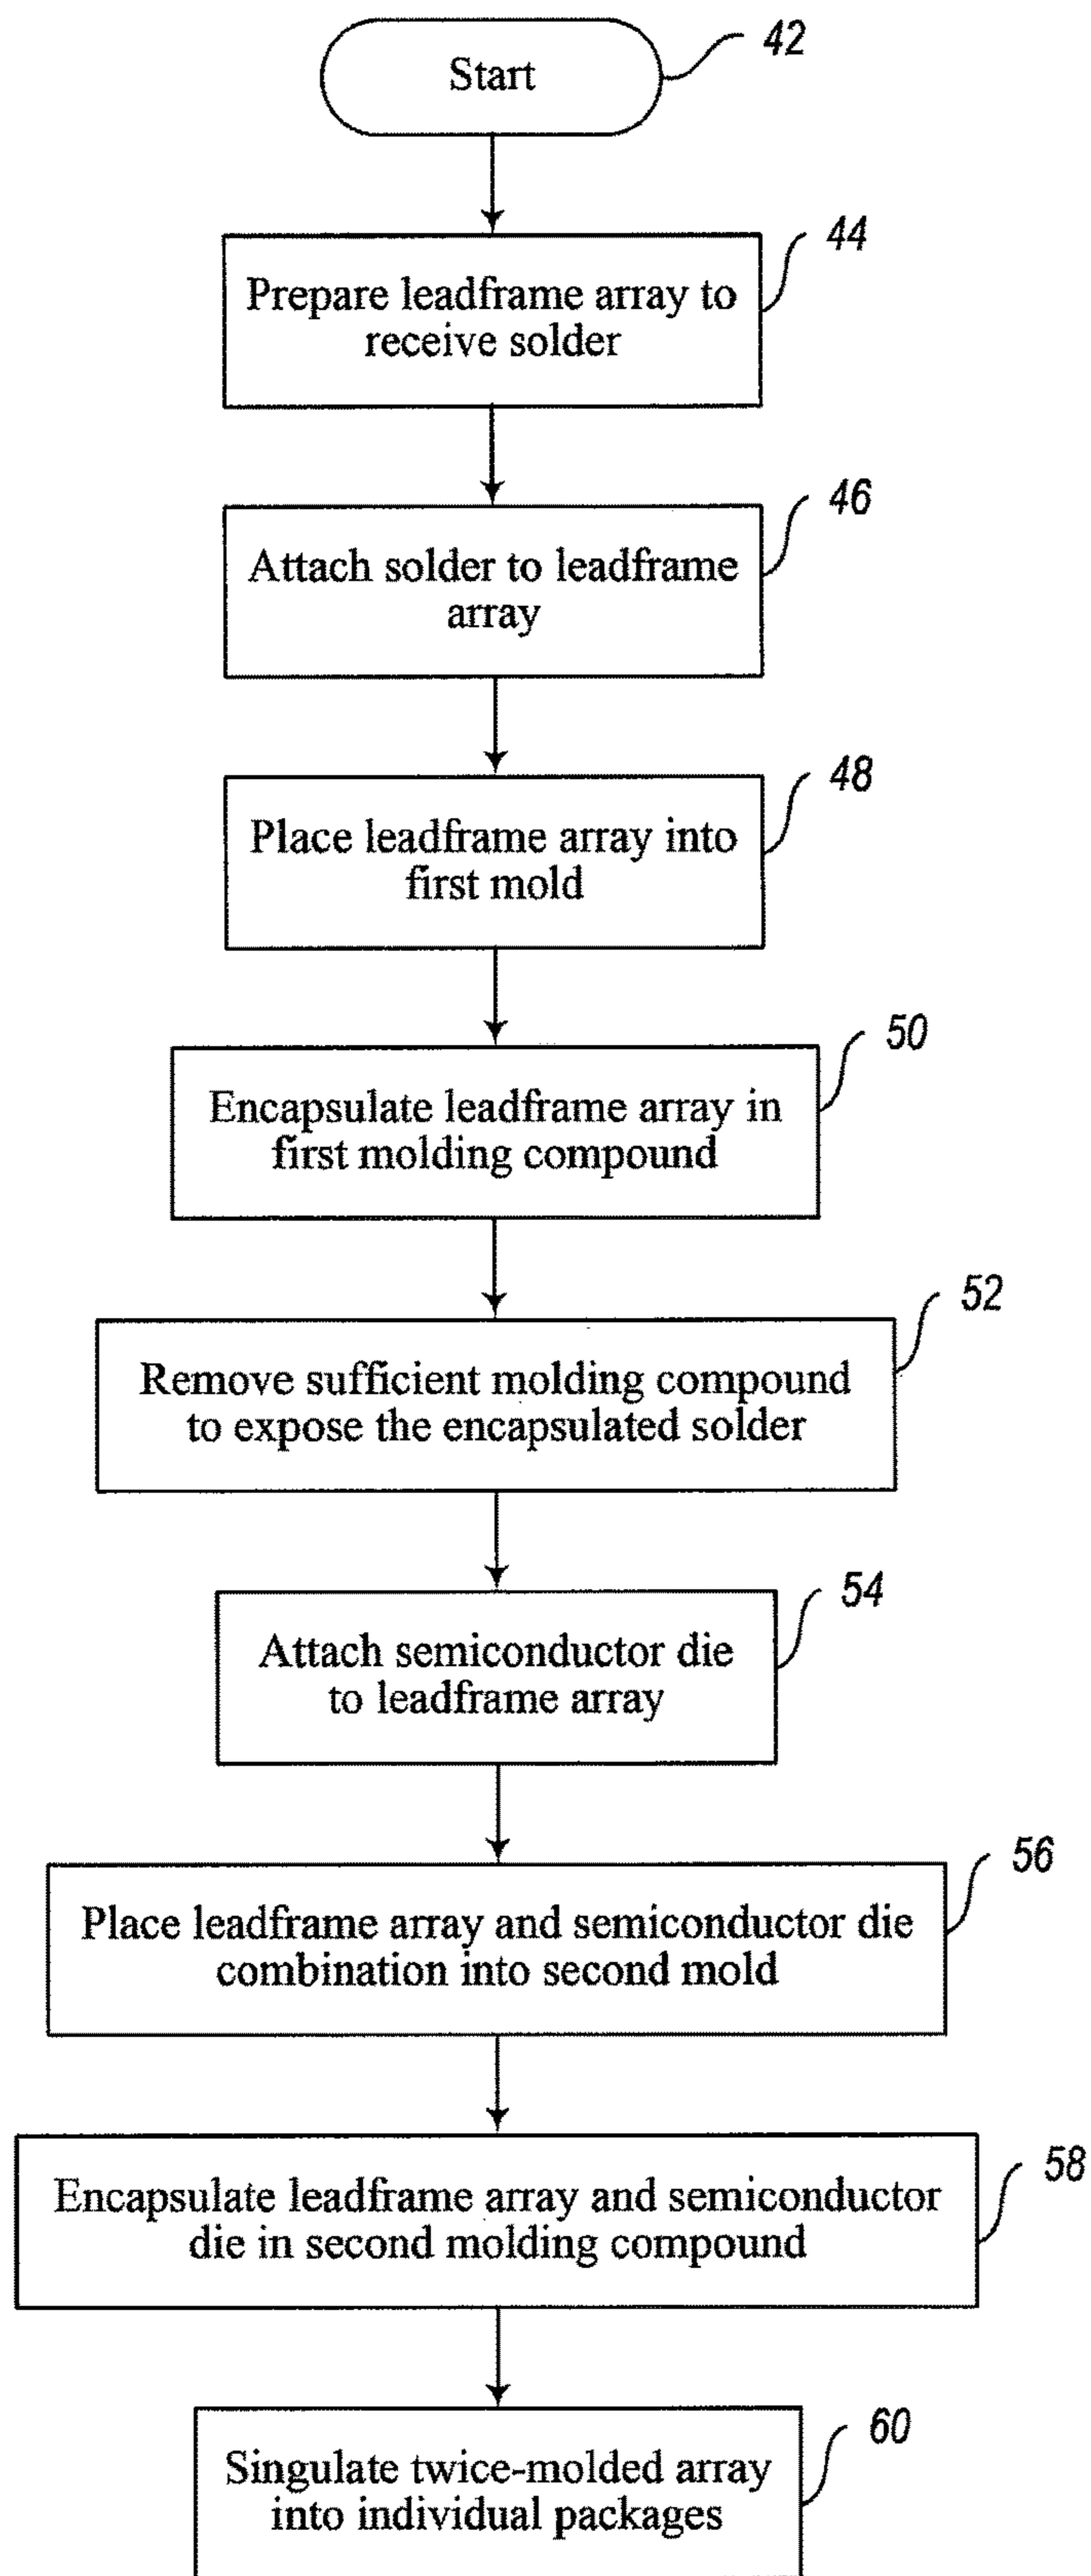 Start
42
Prepare leadframe array to
receive solder
44
Attach solder to leadframe
array
46
Place leadframe array into
first mold
48
Encapsulate leadframe array in
first molding compound
50
Remove sufficient molding compound
to expose the encapsulated solder
52
Attach semiconductor die
to leadframe array
54
Place leadframe array and semiconductor die
combination into second mold
56
Encapsulate leadframe array and semiconductor
die in second molding compound
58
Singulate twice-molded array
into individual packages
60